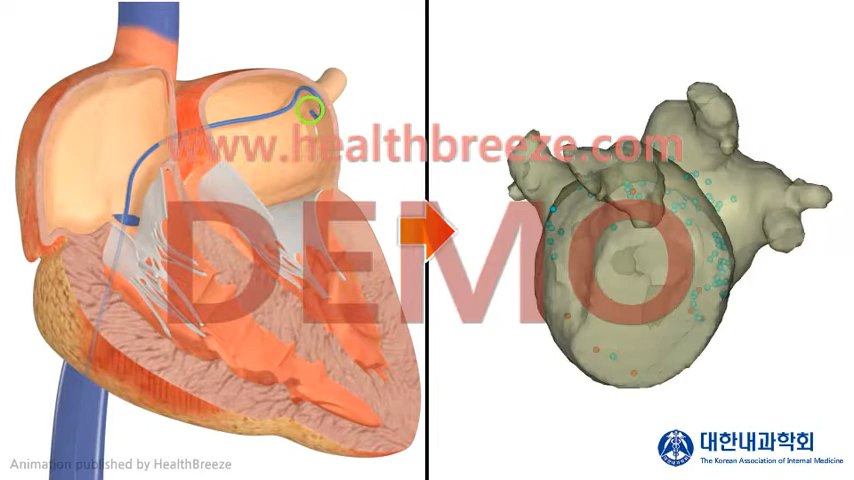 www.healthbreeze.com
DEMO
Animation published by HealthBreeze
대한내과학회
The Korean Association of Internal Medicine